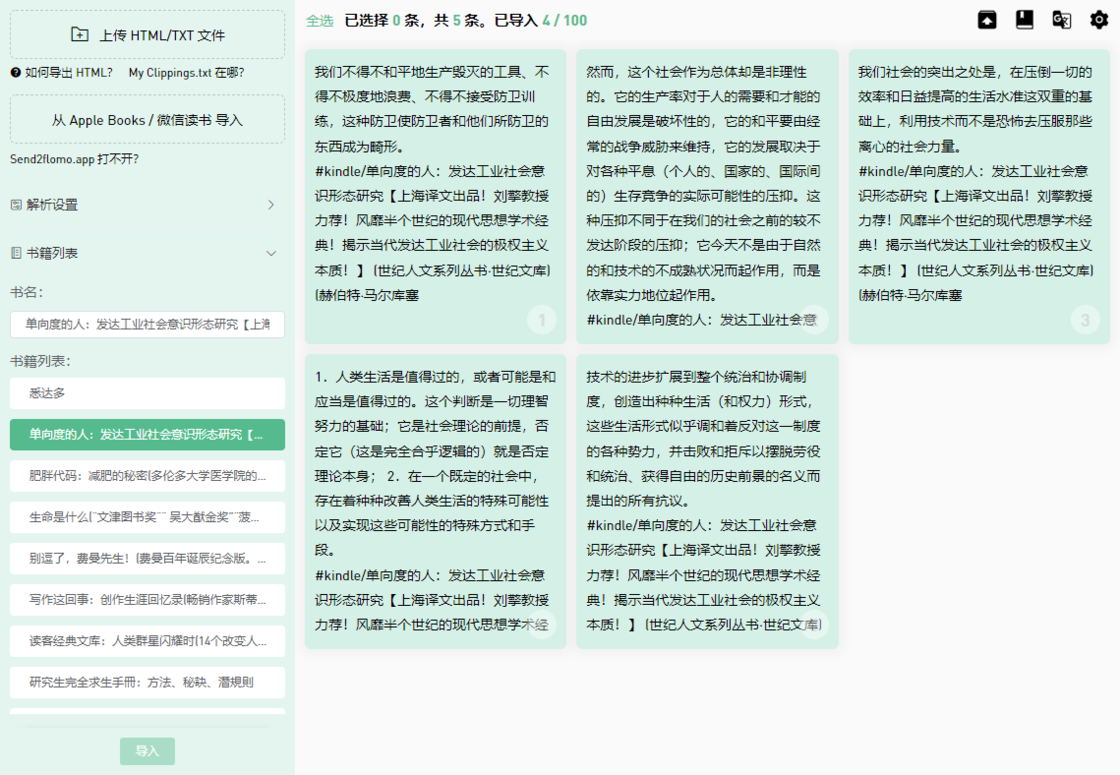 上传 HTML/TXT 文件
如何导出 HTML? My Clippings.txt 在哪?
从 Apple Books / 微信读书 导入
Send2flomo.app 打不开?
解析设置
书籍列表
书名:
单向度的人：发达工业社会意识形态研究【上海
书籍列表:
悉达多
单向度的人：发达工业社会意识形态研究【...
肥胖代码：减肥的秘密(多伦多大学医学院的...
生命是什么(“文津图书奖”“ 吴大猷金奖”“菠...
别逗了，费曼先生！(费曼百年诞辰纪念版。...
写作这回事：创作生涯回忆录(畅销作家斯蒂...
读客经典文库：人类群星闪耀时(14个改变人...
研究生完全求生手冊：方法、秘訣、潛規則
导入
全选 已选择 0 条，共 5 条。已导入 4 / 100
我们不得不和平地生产毁灭的工具、不
得不极度地浪费、不得不接受防卫训
练，这种防卫使防卫者和他们所防卫的
东西成为畸形。
#kindle/单向度的人：发达工业社会意
识形态研究【上海译文出品！刘擎教授
力荐！风靡半个世纪的现代思想学术经
典！揭示当代发达工业社会的极权主义
本质！】 (世纪人文系列丛书·世纪文库)
(赫伯特·马尔库塞
1
然而，这个社会作为总体却是非理性
的。它的生产率对于人的需要和才能的
自由发展是破坏性的，它的和平要由经
常的战争威胁来维持，它的发展取决于
对各种平息（个人的、国家的、国际间
的）生存竞争的实际可能性的压抑。这
种压抑不同于在我们的社会之前的较不
发达阶段的压抑；它今天不是由于自然
的和技术的不成熟状况而起作用，而是
依靠实力地位起作用。
#kindle/单向度的人：发达工业社会意
我们社会的突出之处是，在压倒一切的
效率和日益提高的生活水准这双重的基
础上，利用技术而不是恐怖去压服那些
离心的社会力量。
#kindle/单向度的人：发达工业社会意
识形态研究【上海译文出品！刘擎教授
力荐！风靡半个世纪的现代思想学术经
典！揭示当代发达工业社会的极权主义
本质！】 (世纪人文系列丛书·世纪文库)
(赫伯特·马尔库塞
3
1．人类生活是值得过的，或者可能是和
应当是值得过的。这个判断是一切理智
努力的基础；它是社会理论的前提，否
定它（这是完全合乎逻辑的）就是否定
理论本身； 2．在一个既定的社会中，
存在着种种改善人类生活的特殊可能性
以及实现这些可能性的特殊方式和手
段。
#kindle/单向度的人：发达工业社会意
识形态研究【上海译文出品！刘擎教授
力荐！风靡半个世纪的现代思想学术经
技术的进步扩展到整个统治和协调制
度，创造出种种生活（和权力）形式，
这些生活形式似乎调和着反对这一制度
的各种势力，并击败和拒斥以摆脱劳役
和统治、获得自由的历史前景的名义而
提出的所有抗议。
#kindle/单向度的人：发达工业社会意
识形态研究【上海译文出品！刘擎教授
力荐！风靡半个世纪的现代思想学术经
典！揭示当代发达工业社会的极权主义
本质！】 (世纪人文系列丛书·世纪文库)